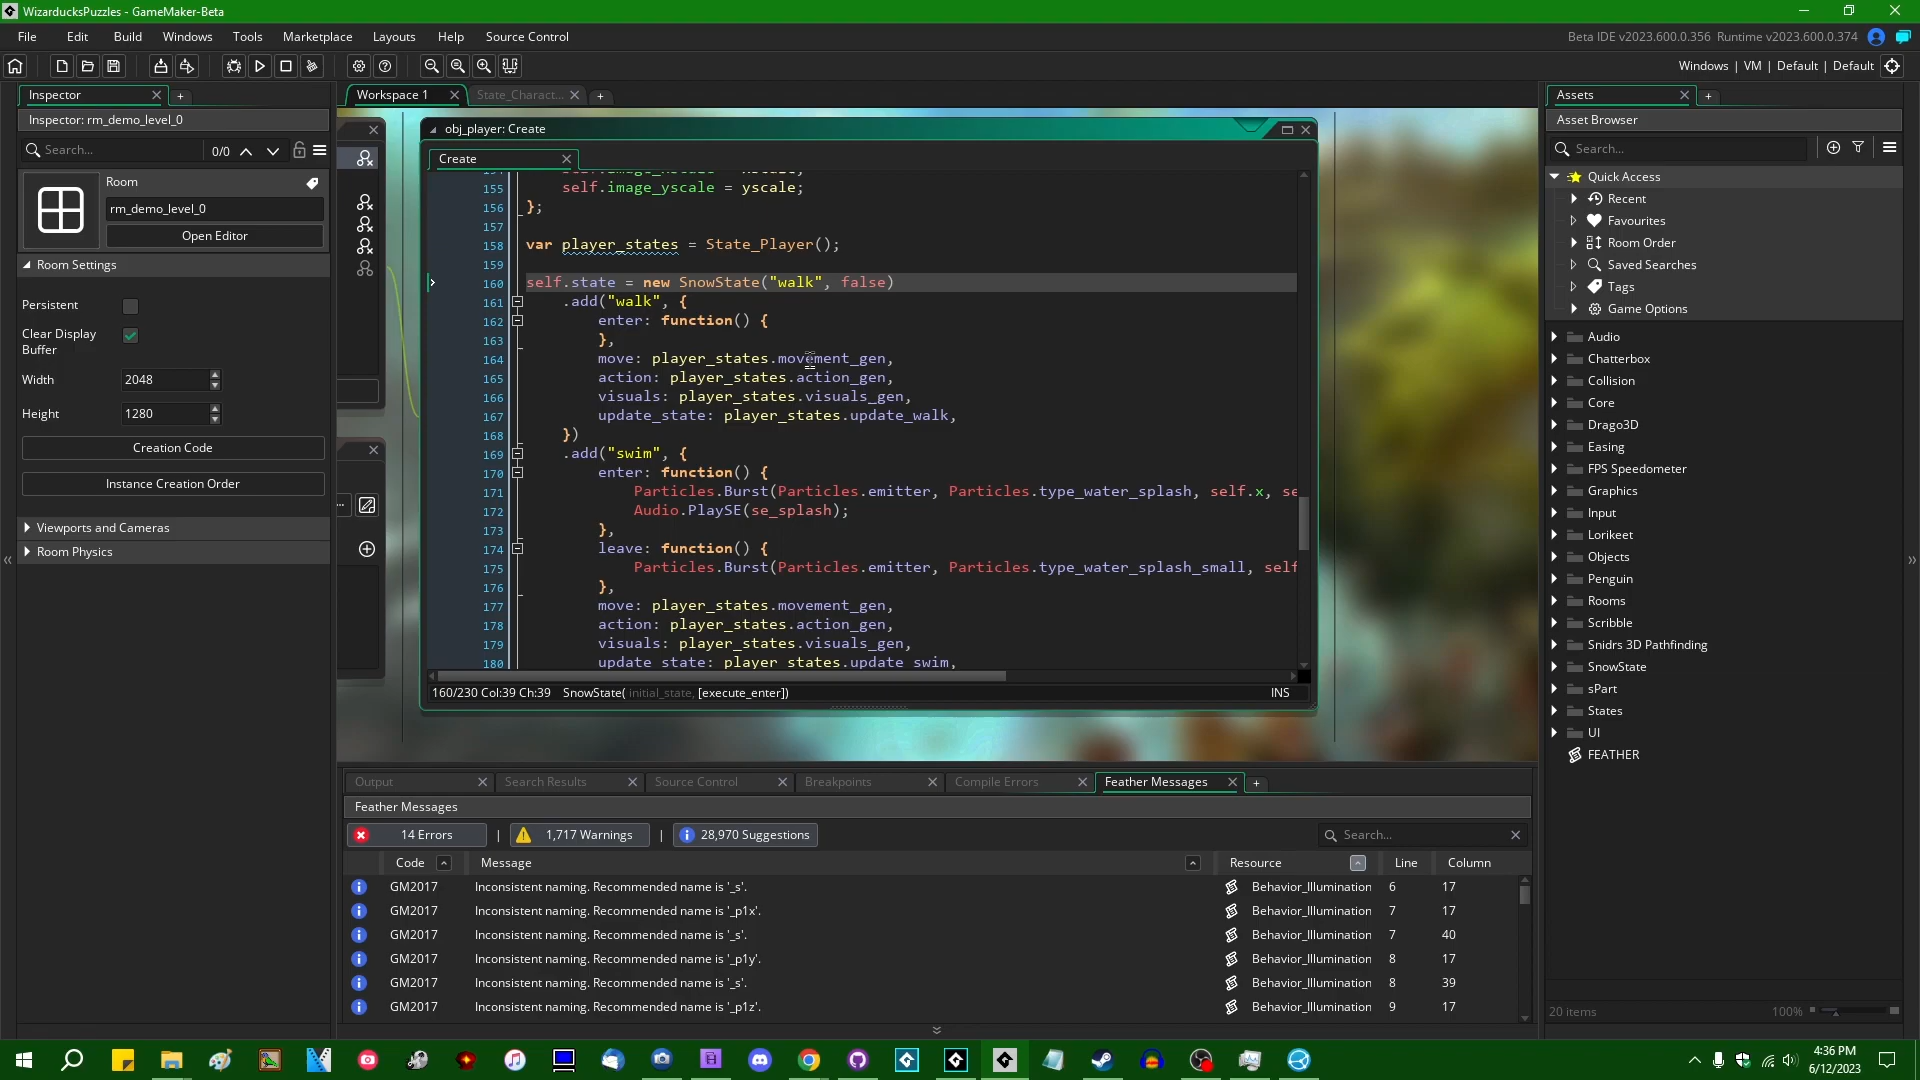 WizarducksPuzzles - GameMaker-Beta
File Edit Build Windows Tools Marketplace Layouts Help Source Control
Beta IDE v2023.600.0.356 Runtime v2023.600.0.374
Windows | VM | Default | Default
Inspector
Inspector: rm_demo_level_0
Search... 0/0
Room
rm_demo_level_0
Open Editor
Room Settings
Persistent
Clear Display
Buffer
Width 2048
Height 1280
Creation Code
Instance Creation Order
Viewports and Cameras
Room Physics
Workspace 1 State_Charact...
obj_player: Create
Create
155 self.image_yscale = yscale;
156 };
157
158 var player_states = State_Player();
159
160 self.state = new SnowState("walk", false)
161 .add("walk", {
162 enter: function() {
163 },
164 move: player_states.movement_gen,
165 action: player_states.action_gen,
166 visuals: player_states.visuals_gen,
167 update_state: player_states.update_walk,
168 })
169 .add("swim", {
170 enter: function() {
171 Particles.Burst(Particles.emitter, Particles.type_water_splash, self.x, se
172 Audio.PlaySE(se_splash);
173 },
174 leave: function() {
175 Particles.Burst(Particles.emitter, Particles.type_water_splash_small, self
176 },
177 move: player_states.movement_gen,
178 action: player_states.action_gen,
179 visuals: player_states.visuals_gen,
180 update_state: player_states.update_swim,
160/230 Col:39 Ch:39 SnowState( initial_state, [execute_enter]) INS
Output Search Results Source Control Breakpoints Compile Errors Feather Messages
Feather Messages
14 Errors | 1,717 Warnings | 28,970 Suggestions Search...
Code Message Resource Line Column
GM2017 Inconsistent naming. Recommended name is '_s'. Behavior_Illumination 6 17
GM2017 Inconsistent naming. Recommended name is '_p1x'. Behavior_Illumination 7 17
GM2017 Inconsistent naming. Recommended name is '_s'. Behavior_Illumination 7 40
GM2017 Inconsistent naming. Recommended name is '_p1y'. Behavior_Illumination 8 17
GM2017 Inconsistent naming. Recommended name is '_s'. Behavior_Illumination 8 39
GM2017 Inconsistent naming. Recommended name is '_p1z'. Behavior_Illumination 9 17
Assets
Asset Browser
Search...
Quick Access
Recent
Favourites
Room Order
Saved Searches
Tags
Game Options
Audio
Chatterbox
Collision
Core
Drago3D
Easing
FPS Speedometer
Graphics
Input
Lorikeet
Objects
Penguin
Rooms
Scribble
Snidrs 3D Pathfinding
SnowState
sPart
States
UI
FEATHER
20 items 100%
4:36 PM
6/12/2023